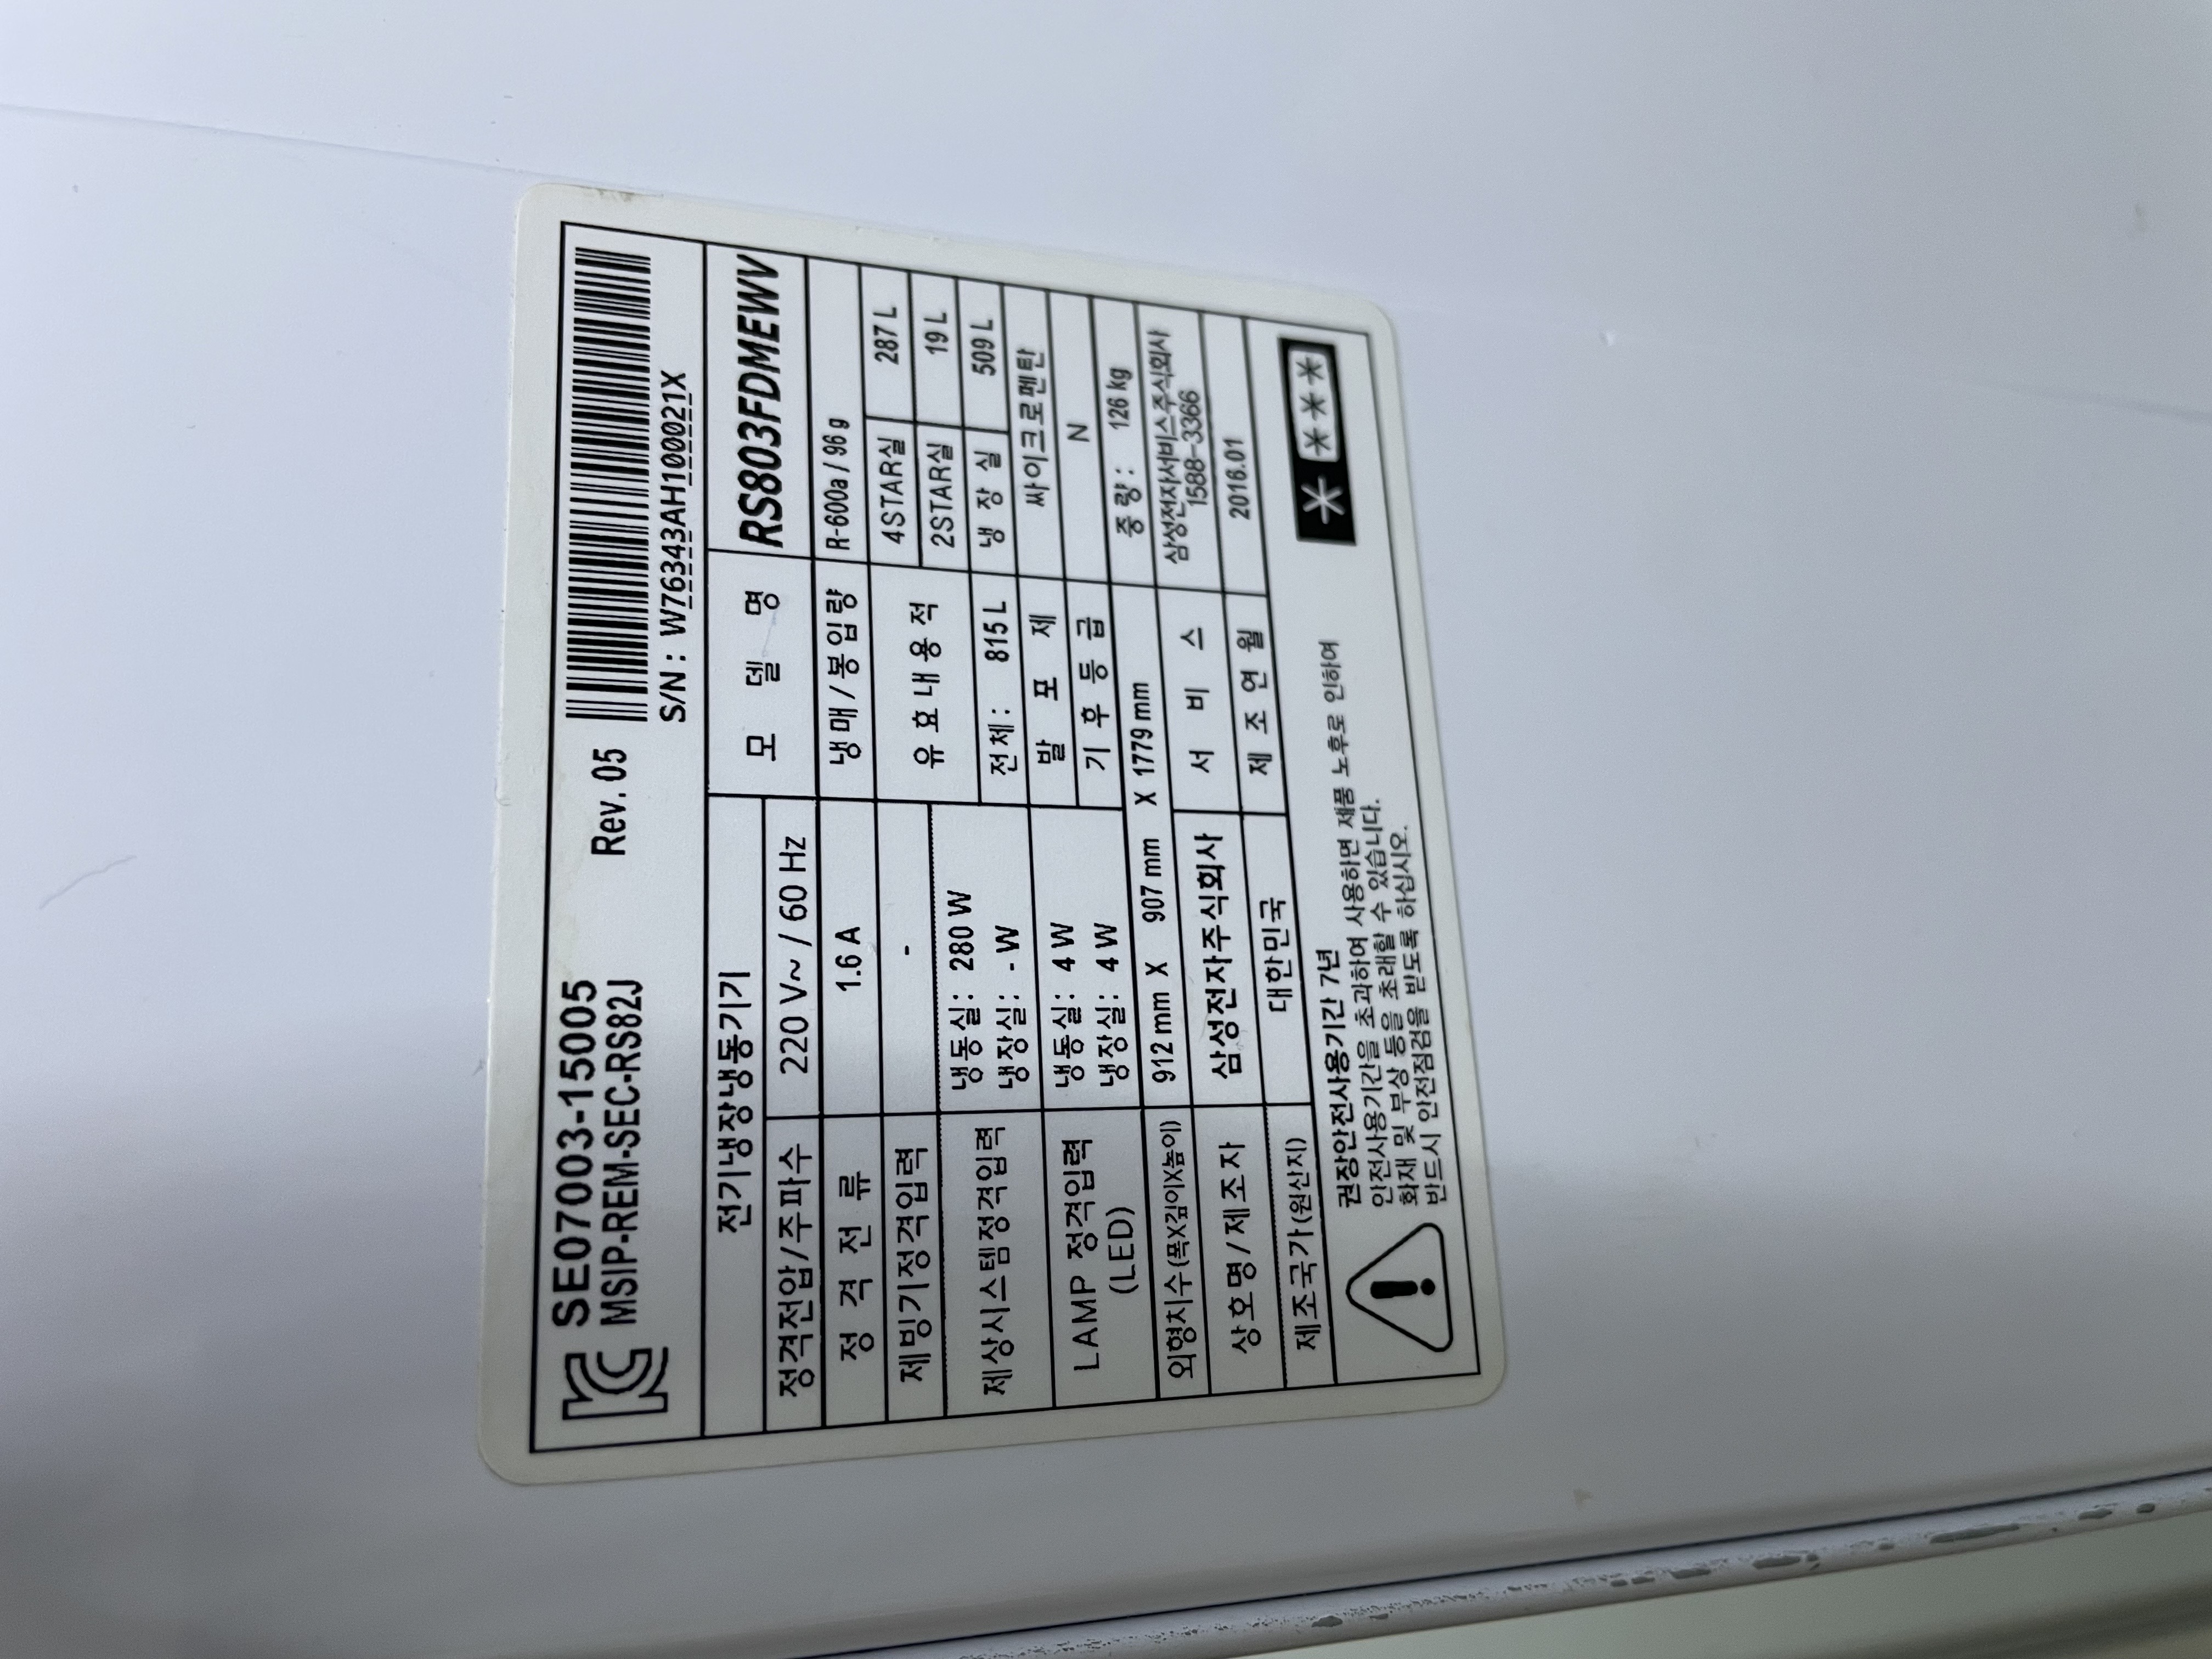 SE07003-15005
MSIP-REM-SEC-RS82J
Rev. 05
S/N : W76343AH100021X
전기냉장냉동기기
모 델 명 RS803FDMEWV
정격전압/주파수 220 V~ / 60 Hz
냉매/봉입량 R-600a / 96 g
정 격 전 류 1.6 A
유 효 내 용 적 4STAR실 287 L
2STAR실 19 L
제빙기정격입력 -
전체 : 815 L 냉 장 실 509 L
제상시스템정격입력 냉동실 : 280 W
냉장실 : - W
발 포 제 싸이크로펜탄
LAMP 정격입력 냉동실 : 4 W
(LED) 냉장실 : 4 W
기 후 등 급 N
외형치수(폭X깊이X높이) 912 mm X 907 mm X 1779 mm 중 량 : 126 kg
상호명/제조자 삼성전자주식회사
서 비 스 삼성전자서비스주식회사
1588-3366
제조국가(원산지) 대한민국
제 조 연 월 2016.01
권장안전사용기간 7년
안전사용기간을 초과하여 사용하면 제품 노후로 인하여
화재 및 부상 등을 초래할 수 있습니다.
반드시 안전점검을 받도록 하십시오.